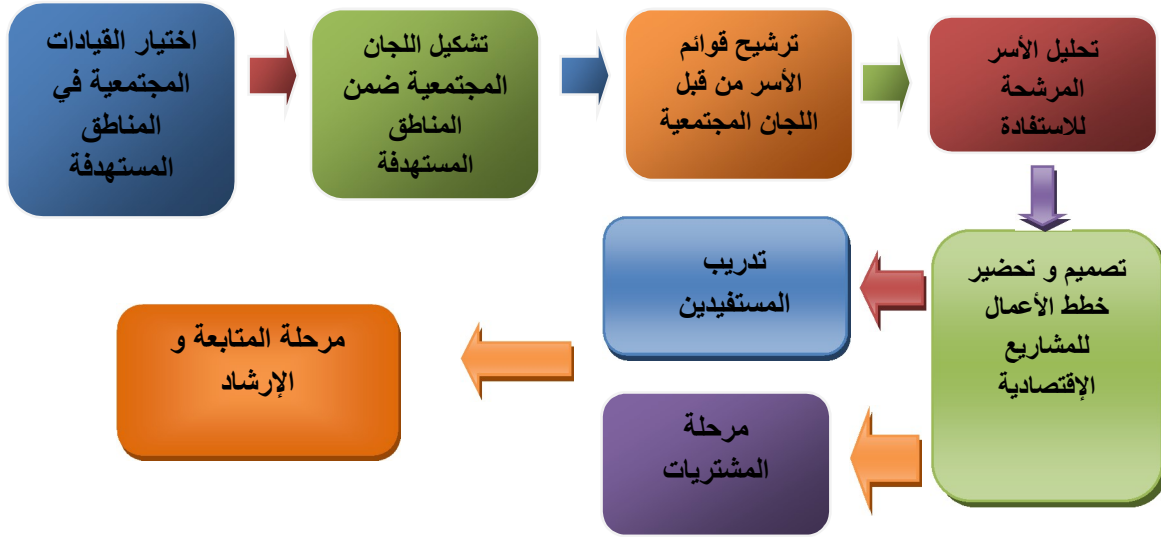 اختيار القيادات
المجتمعية في
المناطق
المستهدفة
تشكيل اللجان
المجتمعية ضمن
المناطق
المستهدفة
ترشيح قوائم
الأسر من قبل
اللجان المجتمعية
تحليل الأسر
المرشحة
للاستفادة
تصميم و تحضير
خطط الأعمال
للمشاريع
الإقتصادية
تدريب
المستفيدين
مرحلة
المشتريات
مرحلة المتابعة و
الإرشاد